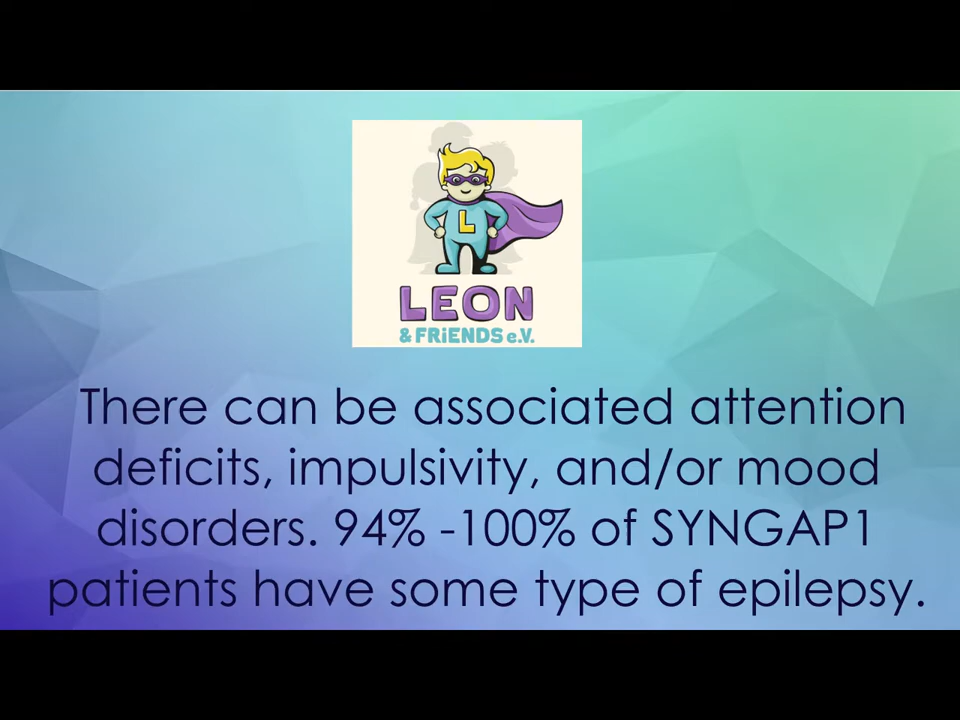 L
LEON
& FRiENDS e.V.
There can be associated attention
deficits, impulsivity, and/or mood
disorders. 94% -100% of SYNGAP1
patients have some type of epilepsy.